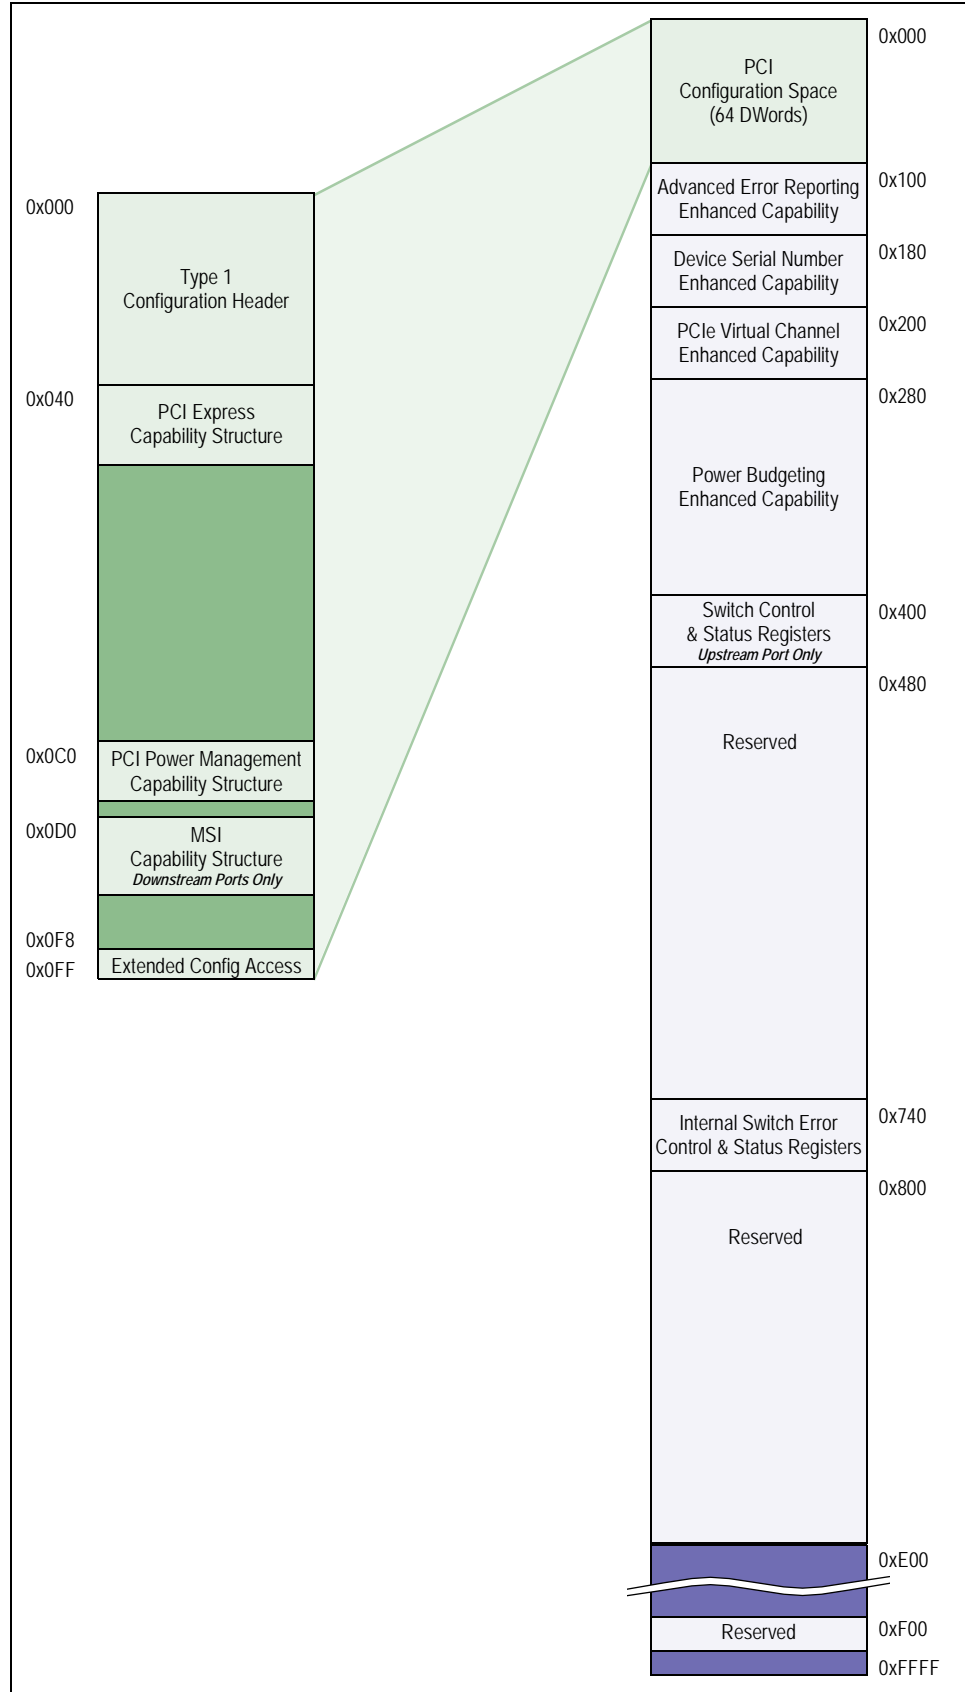 0x000
Type 1
Configuration Header
0x040
PCI Express
Capability Structure
0x0C0
PCI Power Management
Capability Structure
0x0D0
MSI
Capability Structure
Downstream Ports Only
0x0F8
0x0FF
Extended Config Access
PCI
Configuration Space
(64 DWords)
0x000
Advanced Error Reporting
Enhanced Capability
0x100
Device Serial Number
Enhanced Capability
0x180
PCIe Virtual Channel
Enhanced Capability
0x200
0x280
Power Budgeting
Enhanced Capability
Switch Control
& Status Registers
Upstream Port Only
0x400
0x480
Reserved
Internal Switch Error
Control & Status Registers
0x740
0x800
Reserved
0xE00
Reserved
0xF00
0xFFFF